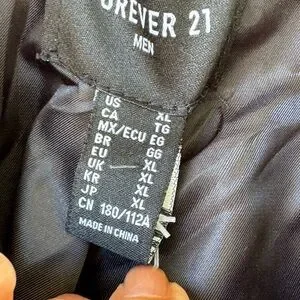 OREVER 21
MEN
US XL
CA TG
MX/ECU EG
BR GG
EU XL
UK XL
KR XL
JP XL
CN 180/112A
MADE IN CHINA